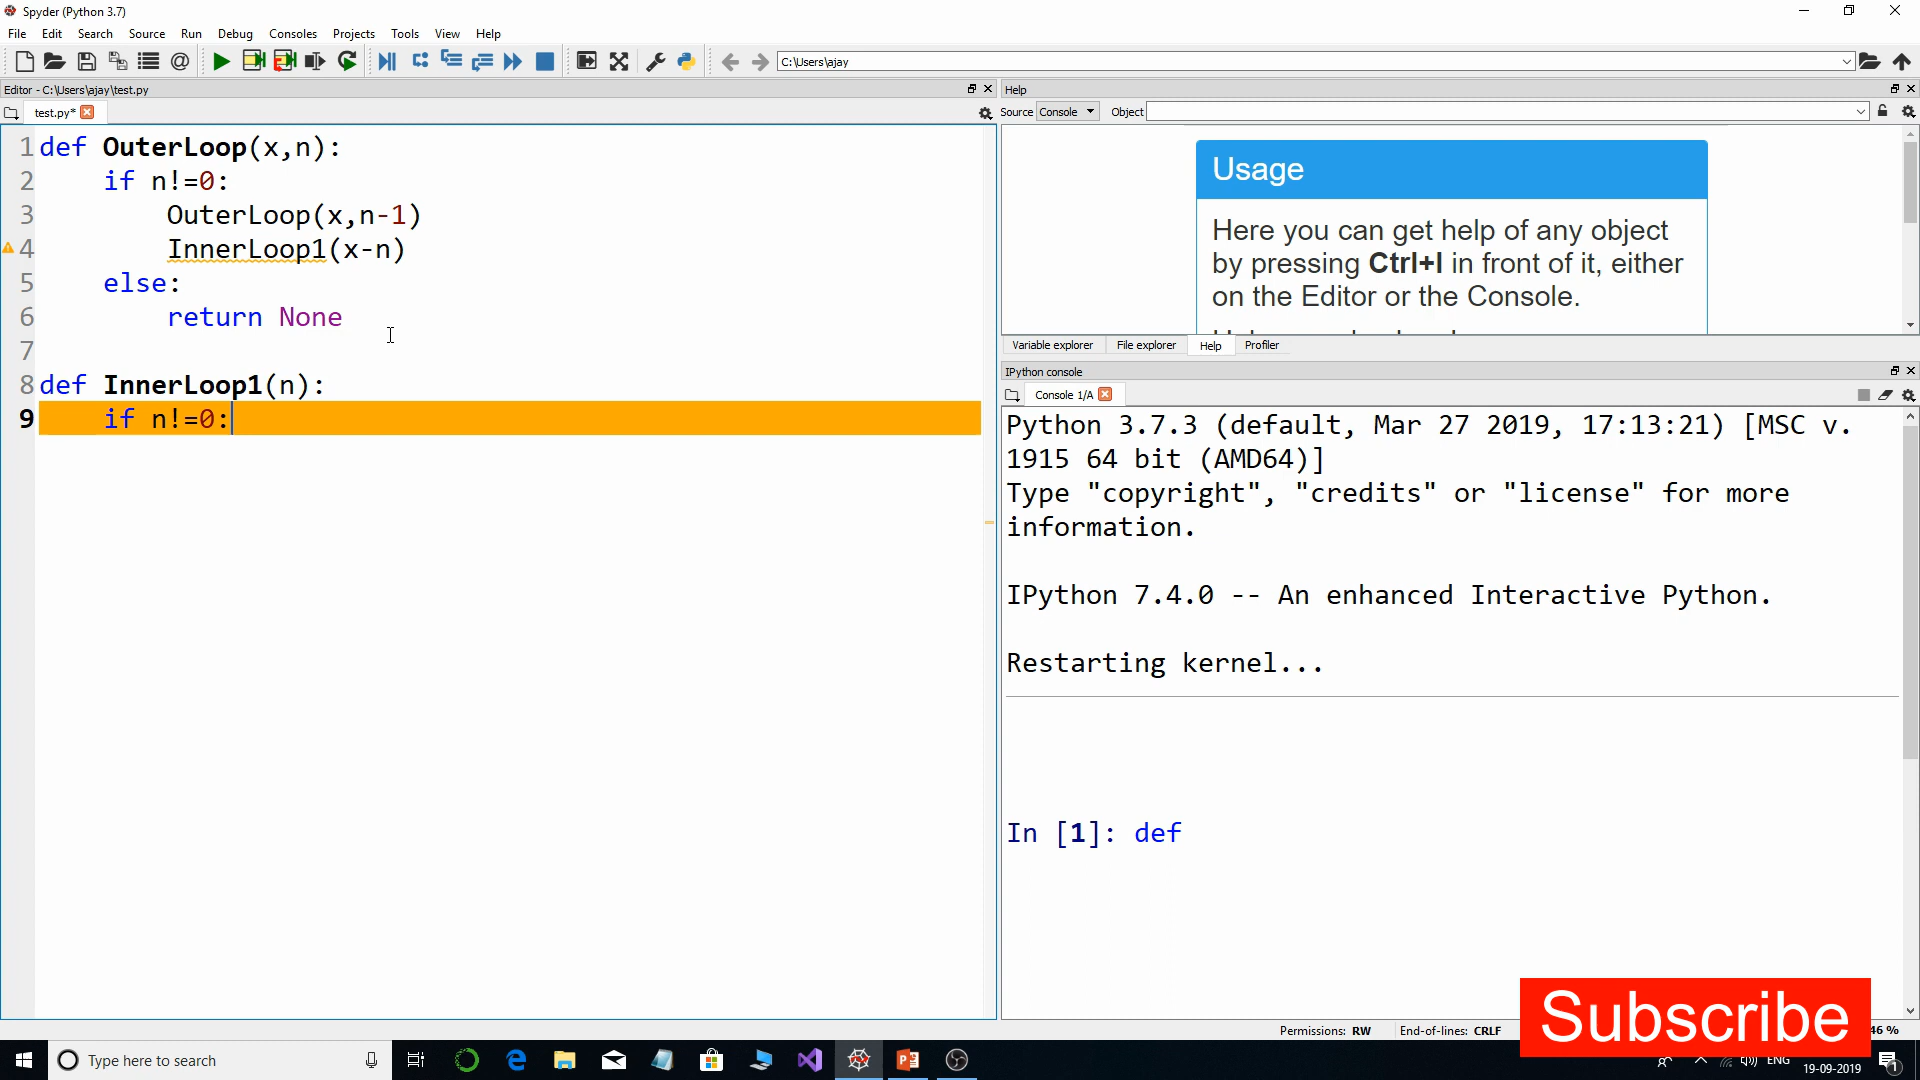 Spyder (Python 3.7)
File Edit Search Source Run Debug Consoles Projects Tools View Help
C:\Users\ajay
Editor - C:\Users\ajay\test.py
test.py*
1 def OuterLoop(x,n):
2 if n!=0:
3 OuterLoop(x,n-1)
4 InnerLoop1(x-n)
5 else:
6 return None
7
8 def InnerLoop1(n):
9 if n!=0:
Help
Source Console Object
Usage
Here you can get help of any object
by pressing Ctrl+I in front of it, either
on the Editor or the Console.
Variable explorer File explorer Help Profiler
IPython console
Console 1/A
Python 3.7.3 (default, Mar 27 2019, 17:13:21) [MSC v.
1915 64 bit (AMD64)]
Type "copyright", "credits" or "license" for more
information.
IPython 7.4.0 -- An enhanced Interactive Python.
Restarting kernel...
In [1]: def
Subscribe
Permissions: RW End-of-lines: CRLF 46 %
Type here to search
ENG
19-09-2019
1